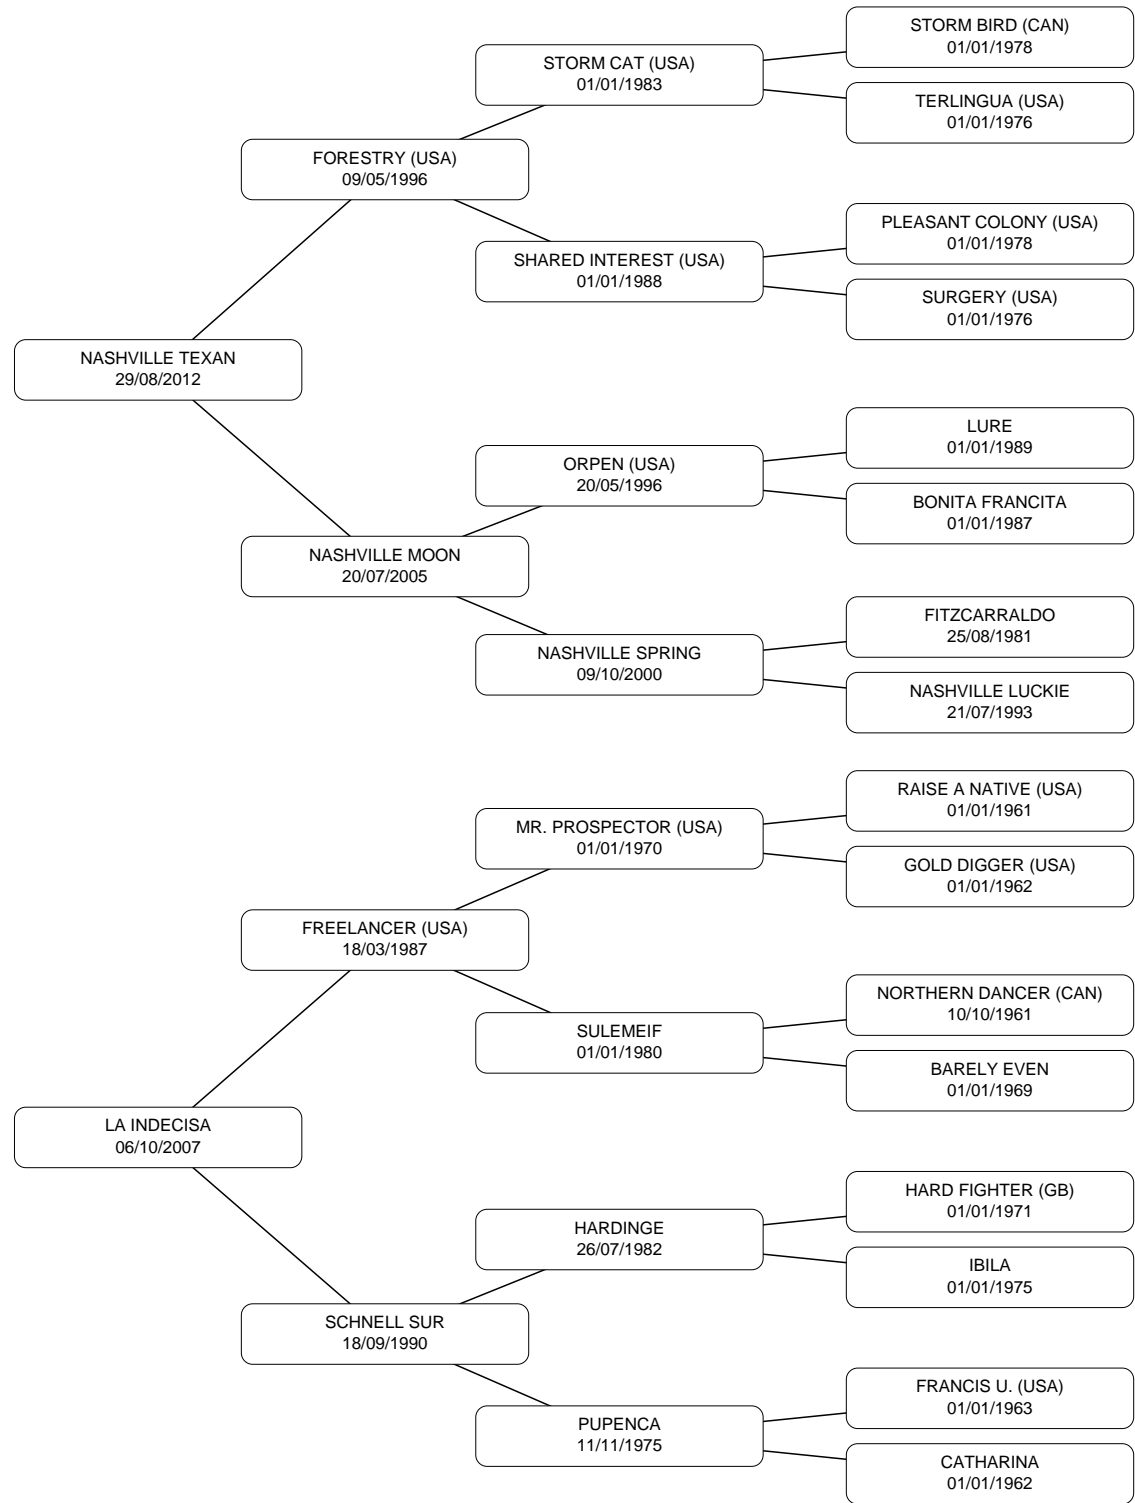 STORM BIRD (CAN)
01/01/1978
STORM CAT (USA)
01/01/1983
TERLINGUA (USA)
01/01/1976
FORESTRY (USA)
09/05/1996
PLEASANT COLONY (USA)
01/01/1978
SHARED INTEREST (USA)
01/01/1988
SURGERY (USA)
01/01/1976
NASHVILLE TEXAN
29/08/2012
LURE
01/01/1989
ORPEN (USA)
20/05/1996
BONITA FRANCITA
01/01/1987
NASHVILLE MOON
20/07/2005
FITZCARRALDO
25/08/1981
NASHVILLE SPRING
09/10/2000
NASHVILLE LUCKIE
21/07/1993
RAISE A NATIVE (USA)
01/01/1961
MR. PROSPECTOR (USA)
01/01/1970
GOLD DIGGER (USA)
01/01/1962
FREELANCER (USA)
18/03/1987
NORTHERN DANCER (CAN)
10/10/1961
SULEMEIF
01/01/1980
BARELY EVEN
01/01/1969
LA INDECISA
06/10/2007
HARD FIGHTER (GB)
01/01/1971
HARDINGE
26/07/1982
IBILA
01/01/1975
SCHNELL SUR
18/09/1990
FRANCIS U. (USA)
01/01/1963
PUPENCA
11/11/1975
CATHARINA
01/01/1962